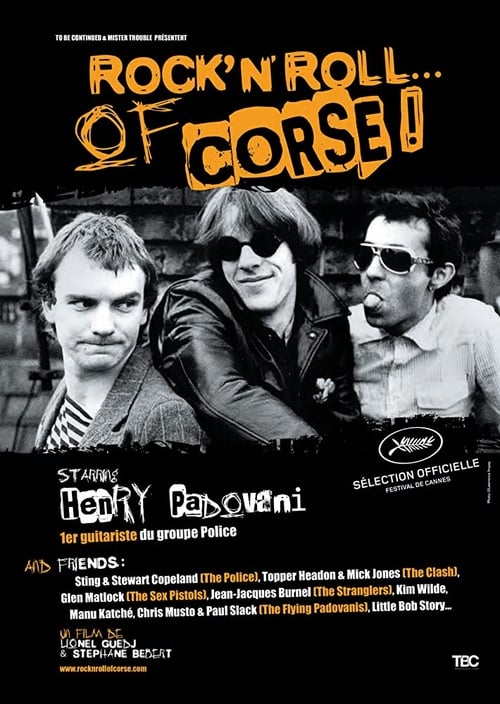 TO BE CONTINUED & MISTER TROUBLE PRÉSENTENT
ROCK'N'ROLL...
OF CORSE!
STARRING
HENRY PADOVANI
1er guitariste du groupe Police
SÉLECTION OFFICIELLE
FESTIVAL DE CANNES
AND FRIENDS:
Sting & Stewart Copeland (The Police), Topper Headon & Mick Jones (The Clash),
Glen Matlock (The Sex Pistols), Jean-Jacques Burnel (The Stranglers), Kim Wilde,
Manu Katché, Chris Musto & Paul Slack (The Flying Padovanis), Little Bob Story...
UN FILM DE
LIONEL GUEDJ
& STEPHANE BEBERT
www.rocknrollofcorse.com
TBC